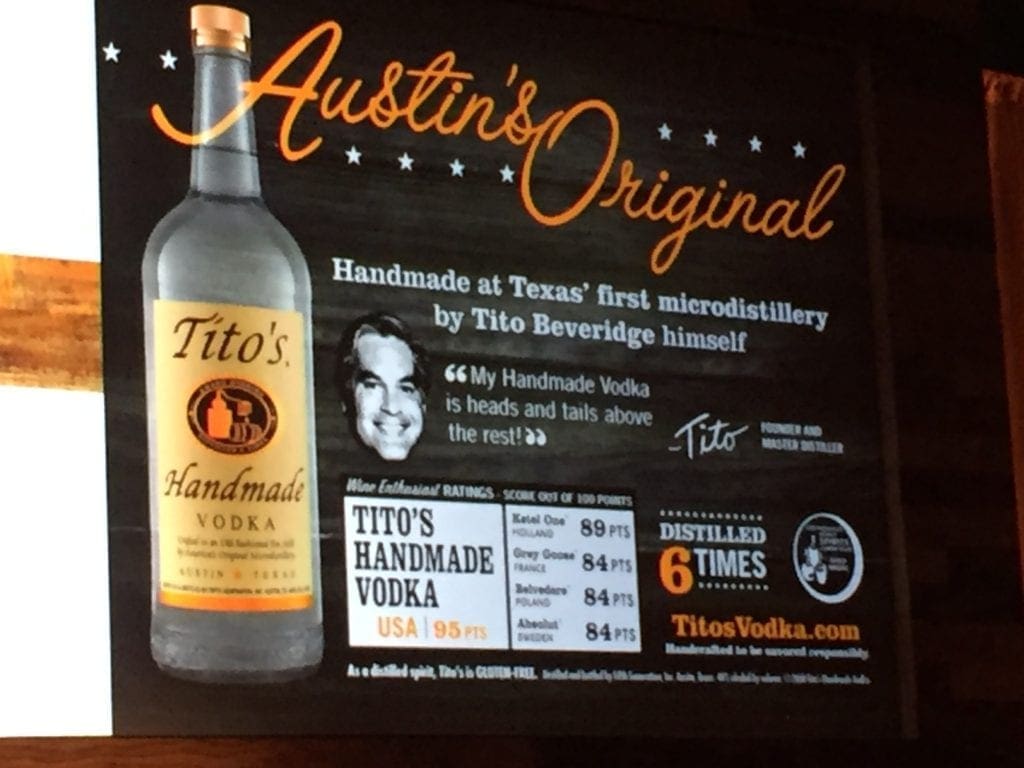 Austin's
Original
Handmade at Texas' first microdistillery
by Tito Beveridge himself
“My Handmade Vodka
is heads and tails above
the rest!”
Tito
FOUNDER AND
MASTER DISTILLER
Tito's
Handmade
VODKA
AUSTIN TEXAS
Wine Enthusiast RATINGS - SCORE OUT OF 100 POINTS
TITO'S
HANDMADE
VODKA
USA | 95 PTS
Ketel One 89 PTS
HOLLAND
Grey Goose 84 PTS
FRANCE
Belvedere 84 PTS
POLAND
Absolut 84 PTS
SWEDEN
DISTILLED
6 TIMES
TitosVodka.com
Handcrafted to be savored responsibly.
As a distilled spirit, Tito's is GLUTEN-FREE.